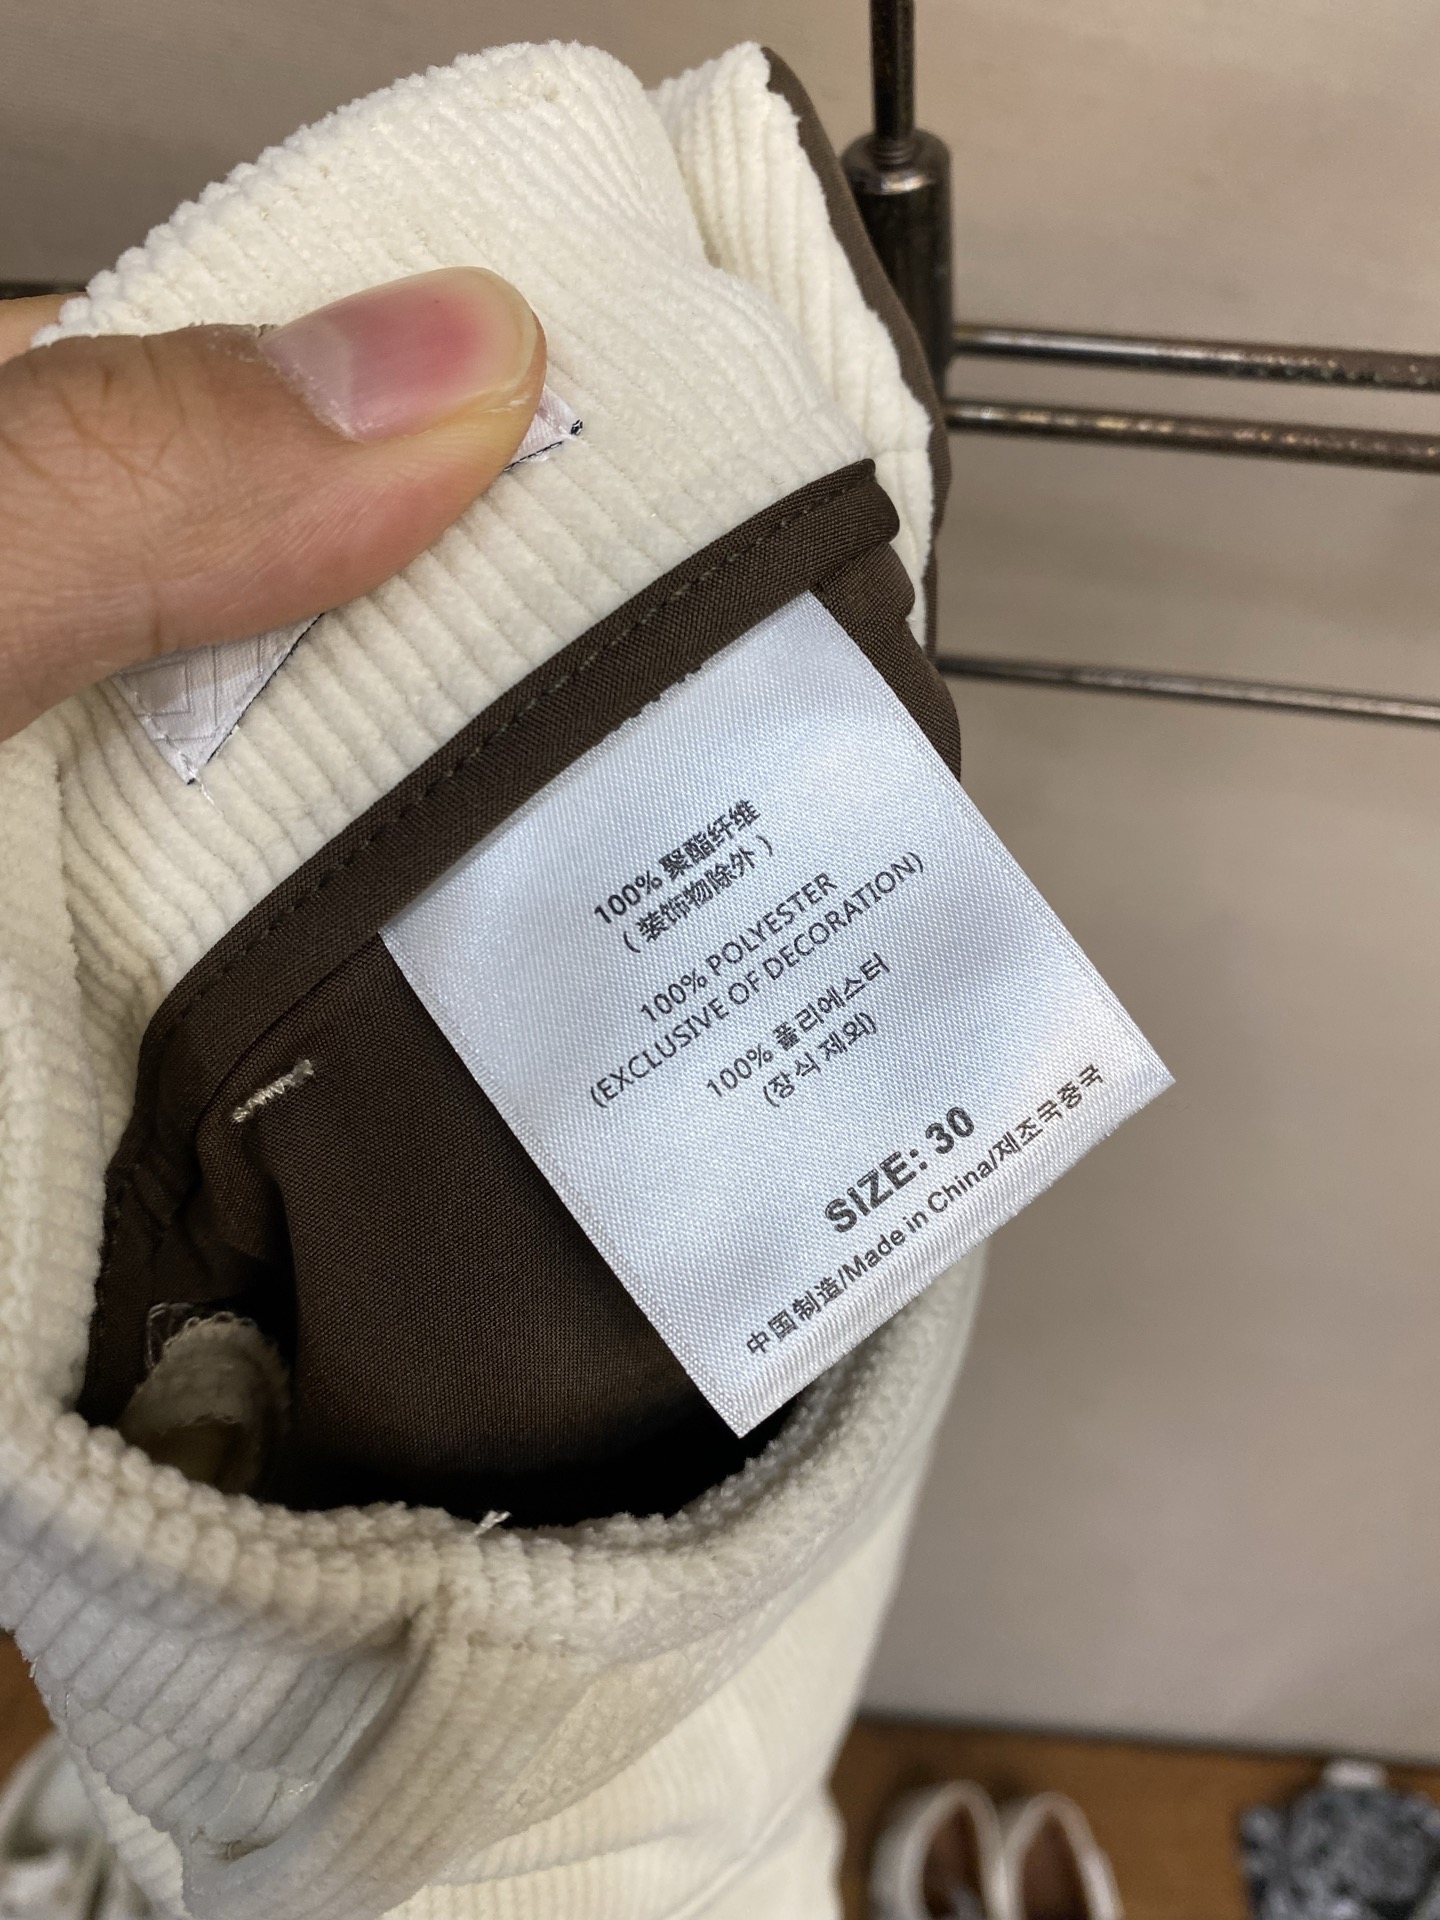 100% 聚酯纤维
（装饰物除外）
100% POLYESTER
(EXCLUSIVE OF DECORATION)
100% 폴리에스터
(장식 제외)
SIZE: 30
中国制造/Made in China/제조국중국